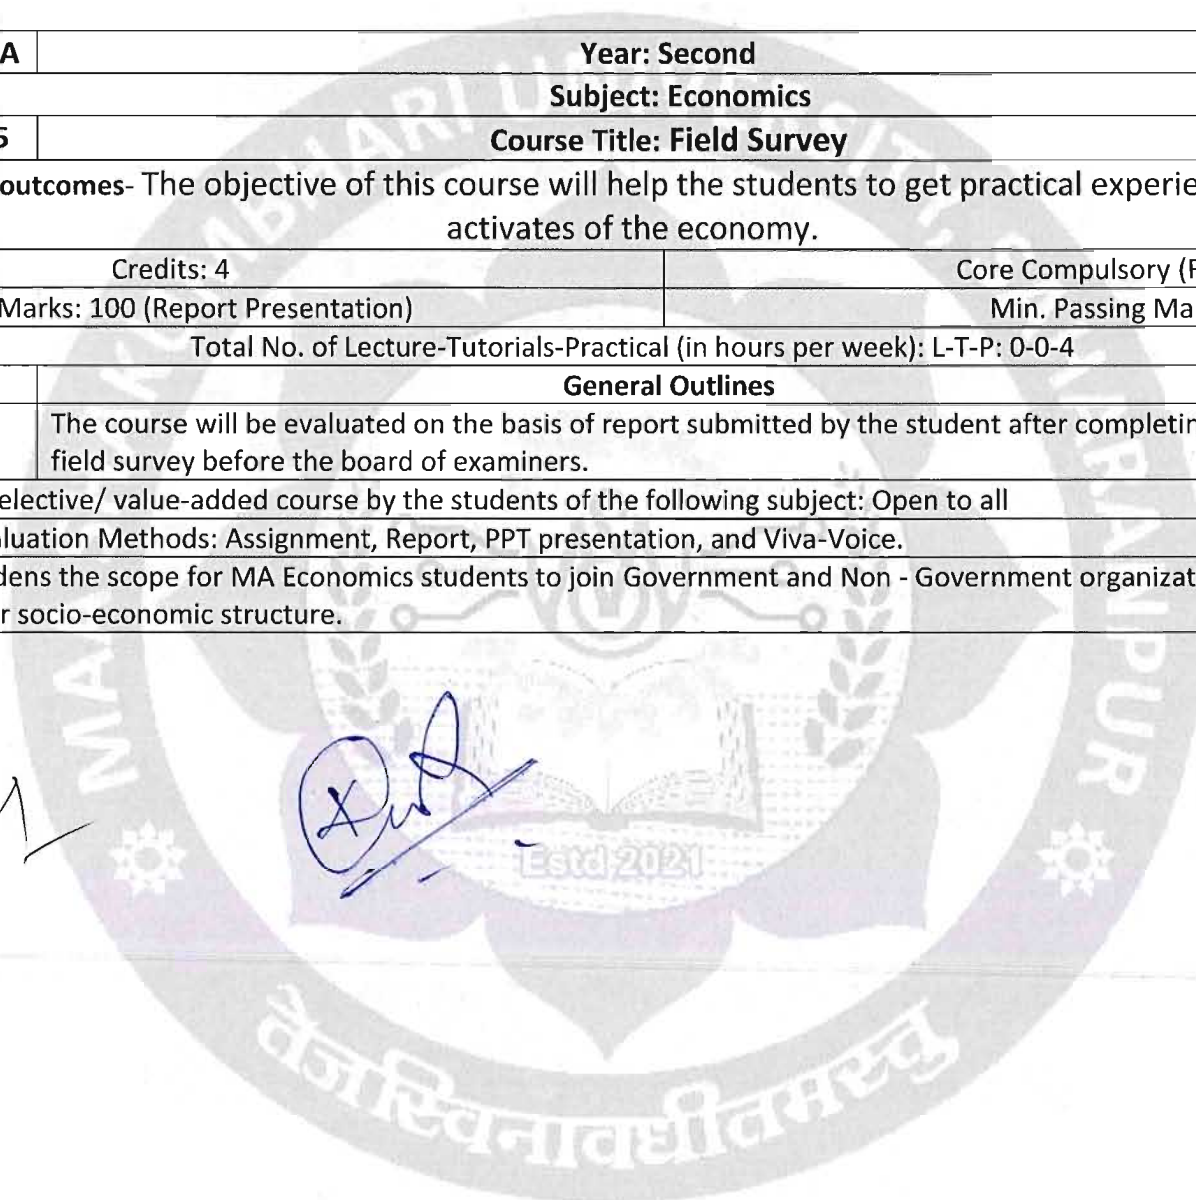 A Year: Second
Subject: Economics
5 Course Title: Field Survey
outcomes- The objective of this course will help the students to get practical experie
activates of the economy.
Credits: 4 Core Compulsory (P
Marks: 100 (Report Presentation) Min. Passing Ma
Total No. of Lecture-Tutorials-Practical (in hours per week): L-T-P: 0-0-4
General Outlines
The course will be evaluated on the basis of report submitted by the student after completin
field survey before the board of examiners.
elective/ value-added course by the students of the following subject: Open to all
luation Methods: Assignment, Report, PPT presentation, and Viva-Voice.
dens the scope for MA Economics students to join Government and Non - Government organizat
r socio-economic structure.
Estd 2021
तेजस्विनावधीतमस्तु